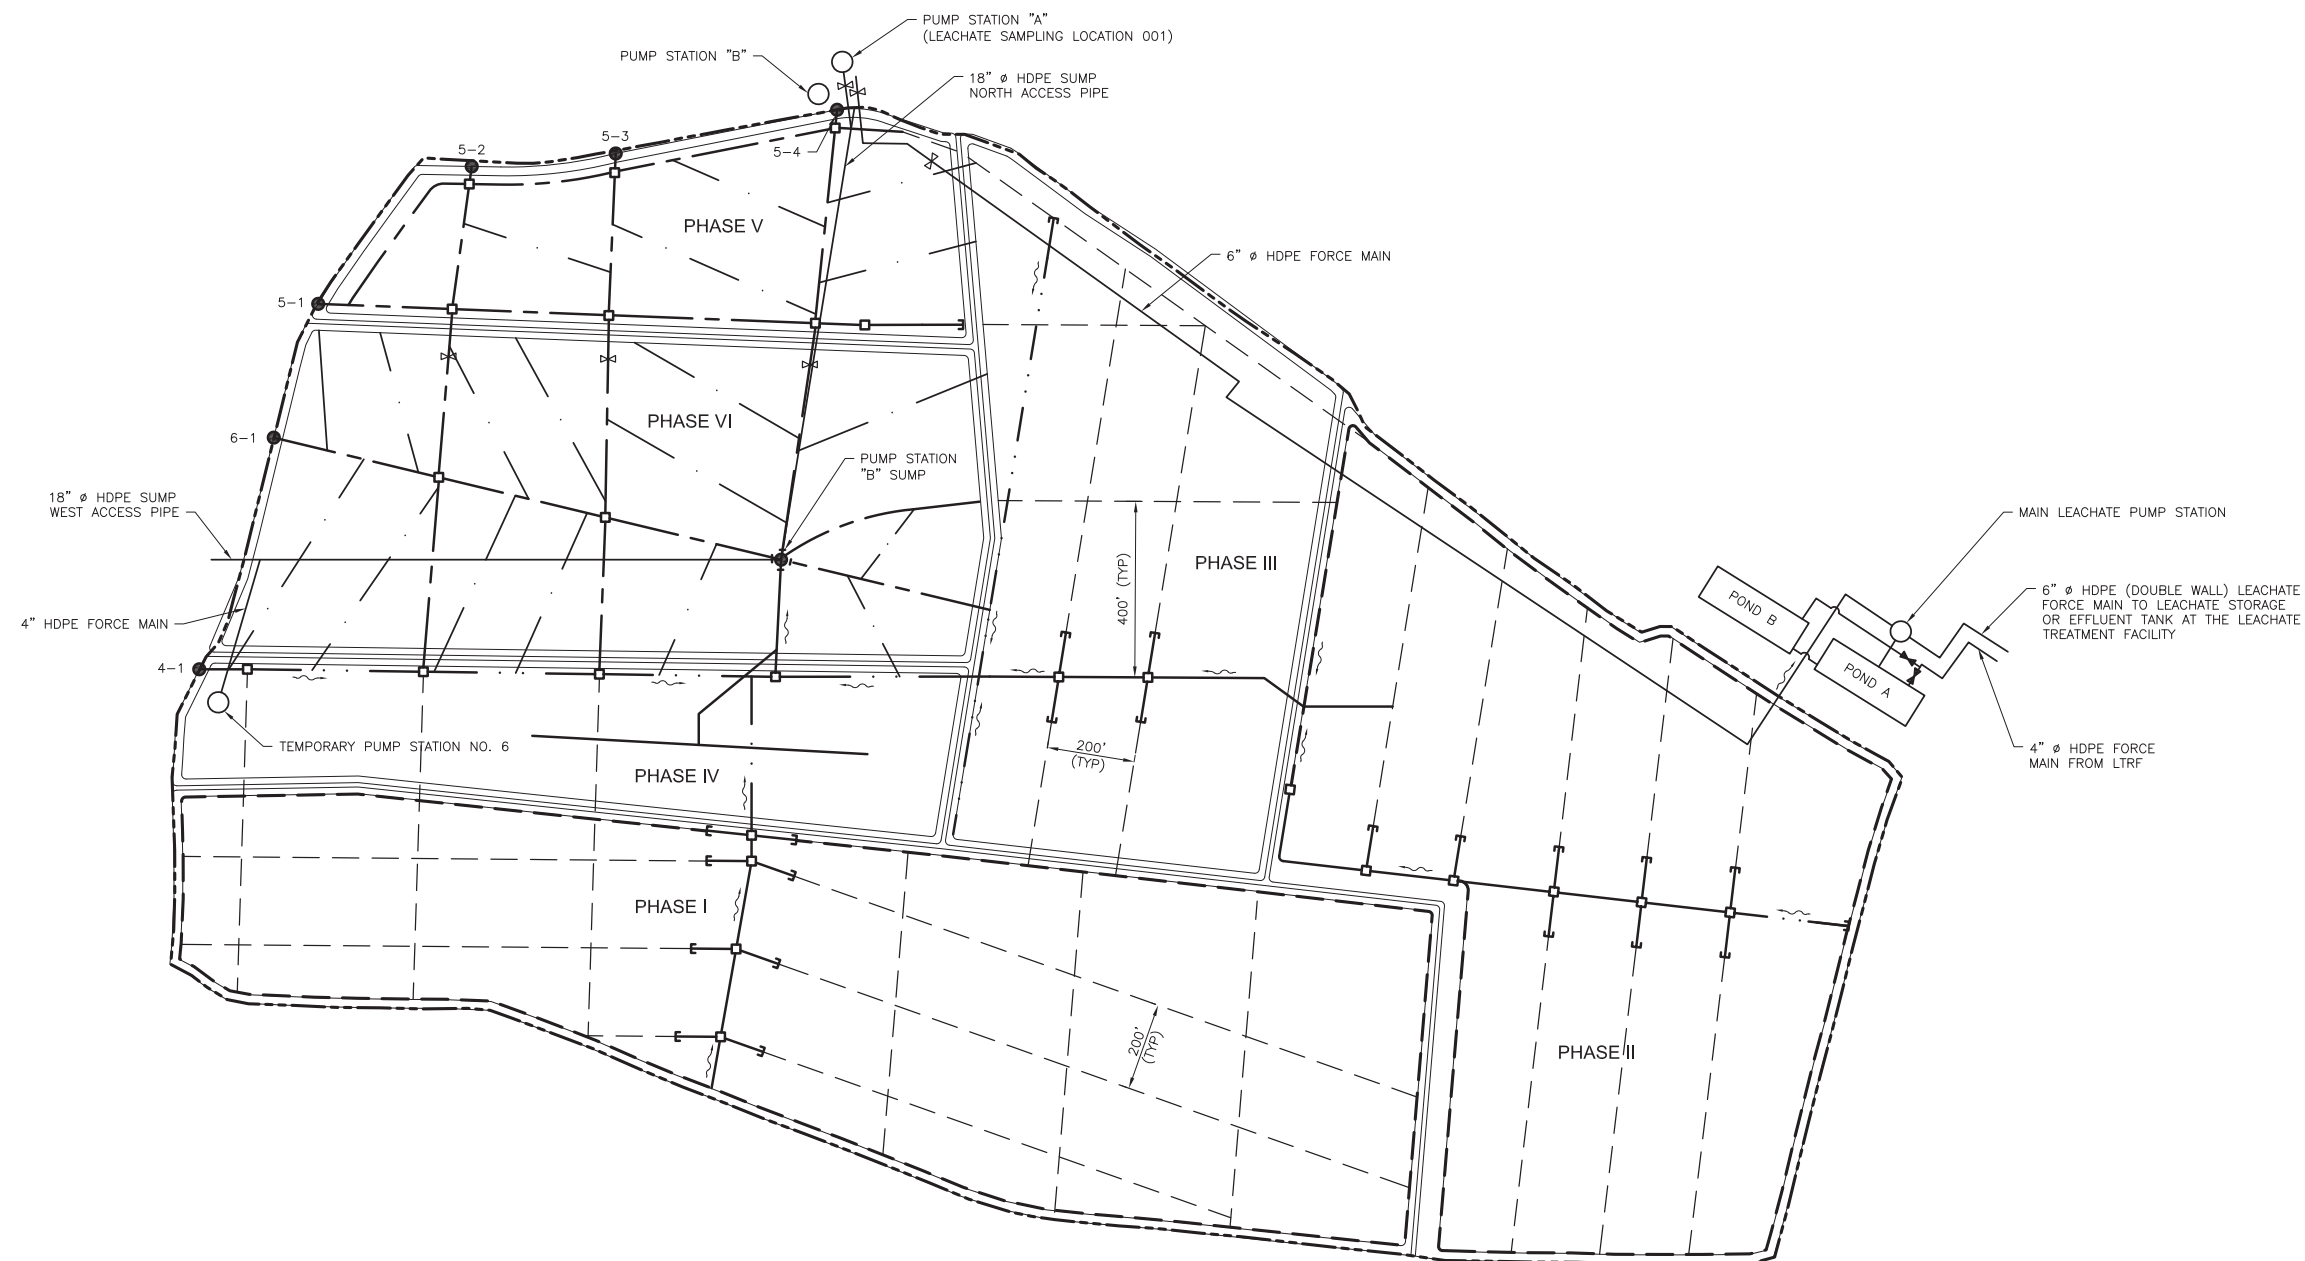 PUMP STATION "A"
(LEACHATE SAMPLING LOCATION 001)
PUMP STATION "B"
18" ø HDPE SUMP
NORTH ACCESS PIPE
5-3
5-2
5-4
PHASE V
6" ø HDPE FORCE MAIN
5-1
PHASE VI
6-1
PUMP STATION
"B" SUMP
18" ø HDPE SUMP
WEST ACCESS PIPE
MAIN LEACHATE PUMP STATION
PHASE III
400' (TYP)
POND B
6" ø HDPE (DOUBLE WALL) LEACHATE
FORCE MAIN TO LEACHATE STORAGE
OR EFFLUENT TANK AT THE LEACHATE
TREATMENT FACILITY
4" HDPE FORCE MAIN
4-1
POND A
TEMPORARY PUMP STATION NO. 6
200'
(TYP)
4" ø HDPE FORCE
MAIN FROM LTRF
PHASE IV
PHASE I
200'
(TYP)
PHASE II